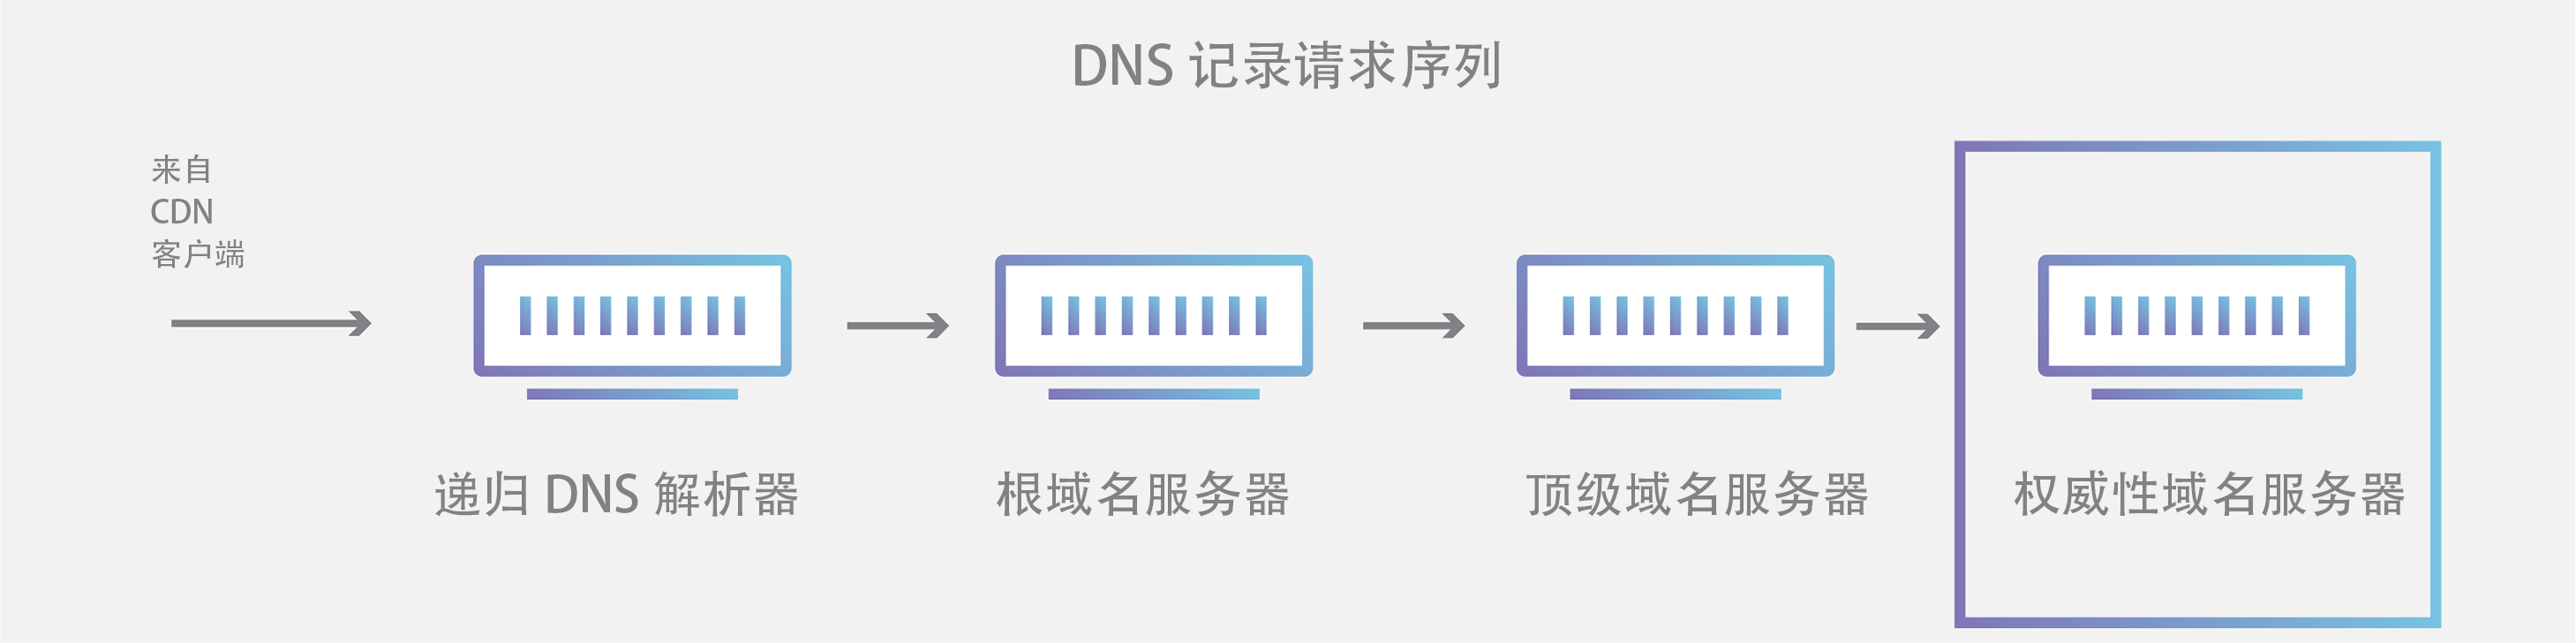 DNS 记录请求序列
来自
CDN
客户端
递归 DNS 解析器
根域名服务器
顶级域名服务器
权威性域名服务器